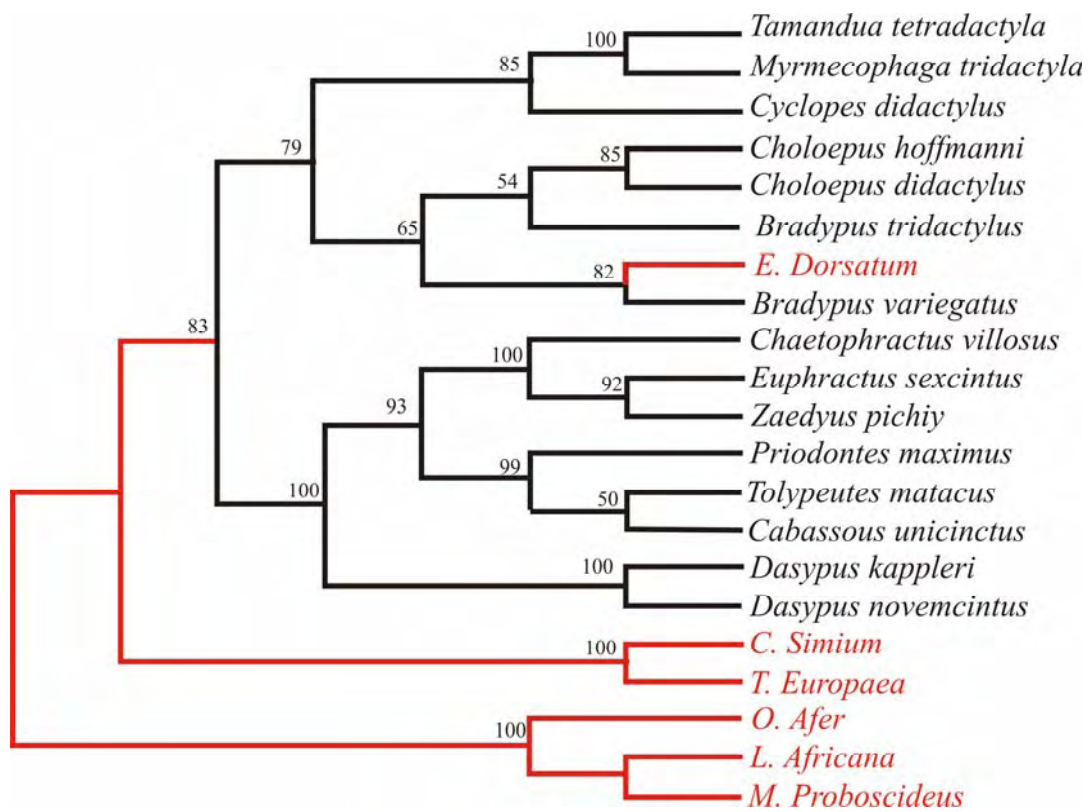 Tamandua tetradactyla
100
Myrmecophaga tridactyla
85
Cyclopes didactylus
79
Choloepus hoffmanni
85
Choloepus didactylus
54
Bradypus tridactylus
65
E. Dorsatum
82
Bradypus variegatus
83
Chaetophractus villosus
100
Euphractus sexcintus
92
Zaedyus pichiy
93
Priodontes maximus
99
Tolypeutes matacus
50
100
Cabassous unicinctus
Dasypus kappleri
100
Dasypus novemcintus
C. Simium
100
T. Europaea
O. Afer
100
L. Africana
M. Proboscideus